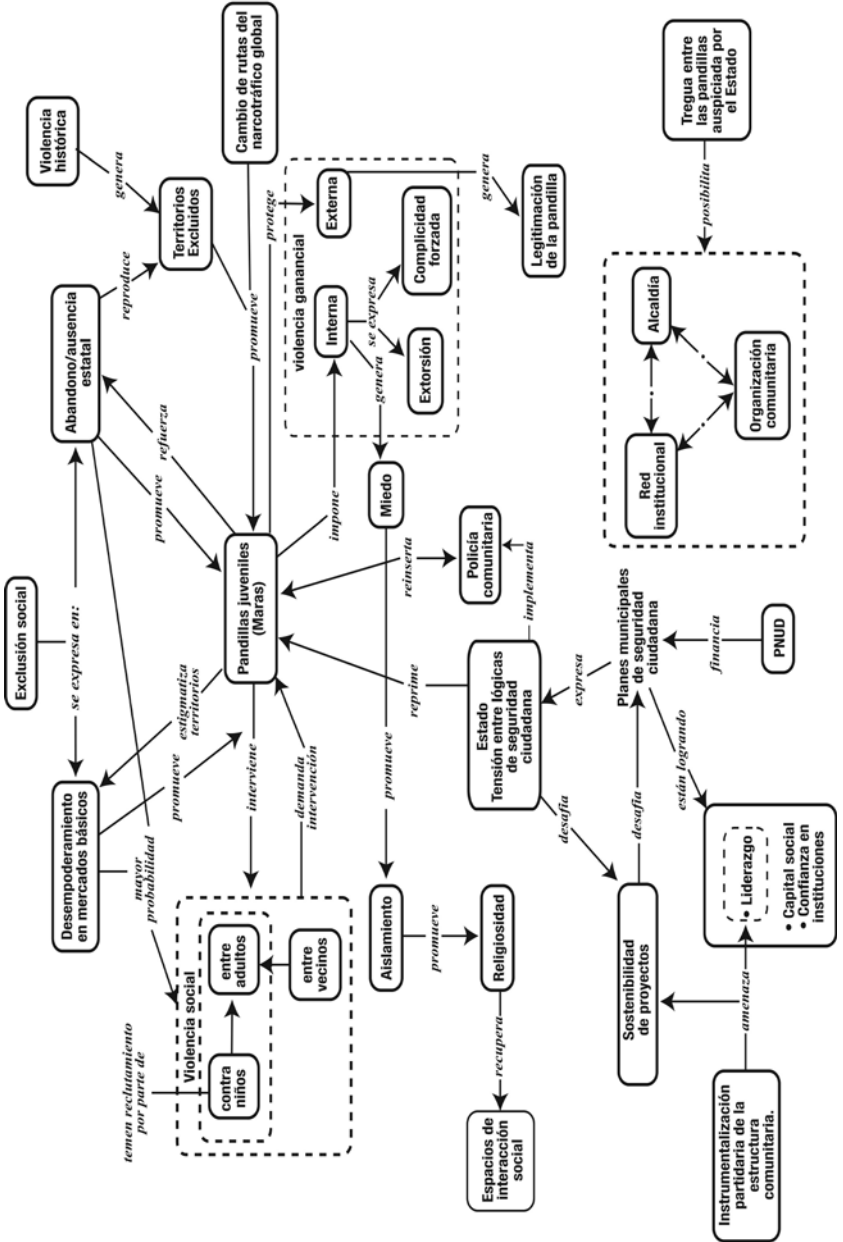 Exclusión social
se expresa en:
Desempoderamiento
en mercados básicos
Abandono/ausencia
estatal
Violencia
histórica
genera
reproduce
Territorios
Excluidos
Cambio de rutas del
narcotráfico global
promueve
mayor
probabilidad
promueve
estigmatiza
territorios
promueve
refuerza
Pandillas juveniles
(Maras)
temen reclutamiento
por parte de
Violencia social
contra
niños
entre
adultos
entre
vecinos
interviene
demanda
intervención
impone
protege
violencia ganancial
Interna
Externa
se expresa
genera
Extorsión
Complicidad
forzada
genera
Legitimación
de la pandilla
Miedo
promueve
Aislamiento
promueve
Religiosidad
recupera
Espacios de
interacción
social
reprime
reinserta
Policía
comunitaria
implementa
Estado
Tensión entre lógicas
de seguridad
ciudadana
expresa
desafía
Planes municipales
de seguridad
ciudadana
financia
PNUD
desafía
Sostenibilidad
de proyectos
están logrando
• Liderazgo
• Capital social
• Confianza en
instituciones
amenaza
Instrumentalización
partidaria de la
estructura
comunitaria.
Red
institucional
Alcaldía
Organización
comunitaria
posibilita
Tregua entre
las pandillas
auspiciada por
el Estado